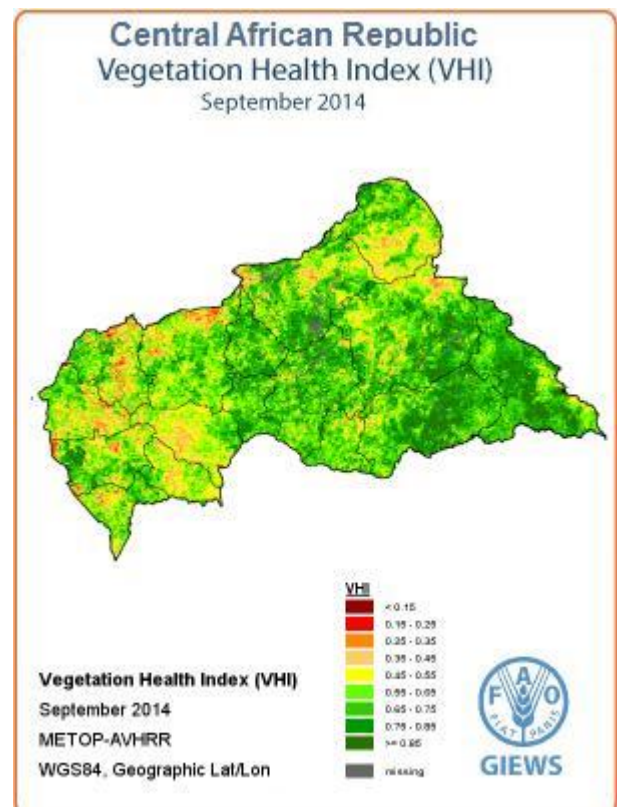 Central African Republic
Vegetation Health Index (VHI)
September 2014
VHI
< 0.15
0.15 - 0.25
0.25 - 0.35
0.35 - 0.45
0.45 - 0.55
0.55 - 0.65
0.65 - 0.75
0.75 - 0.85
>= 0.85
missing
Vegetation Health Index (VHI)
September 2014
METOP-AVHRR
WGS84, Geographic Lat/Lon
F A O
FIAT PANIS
GIEWS